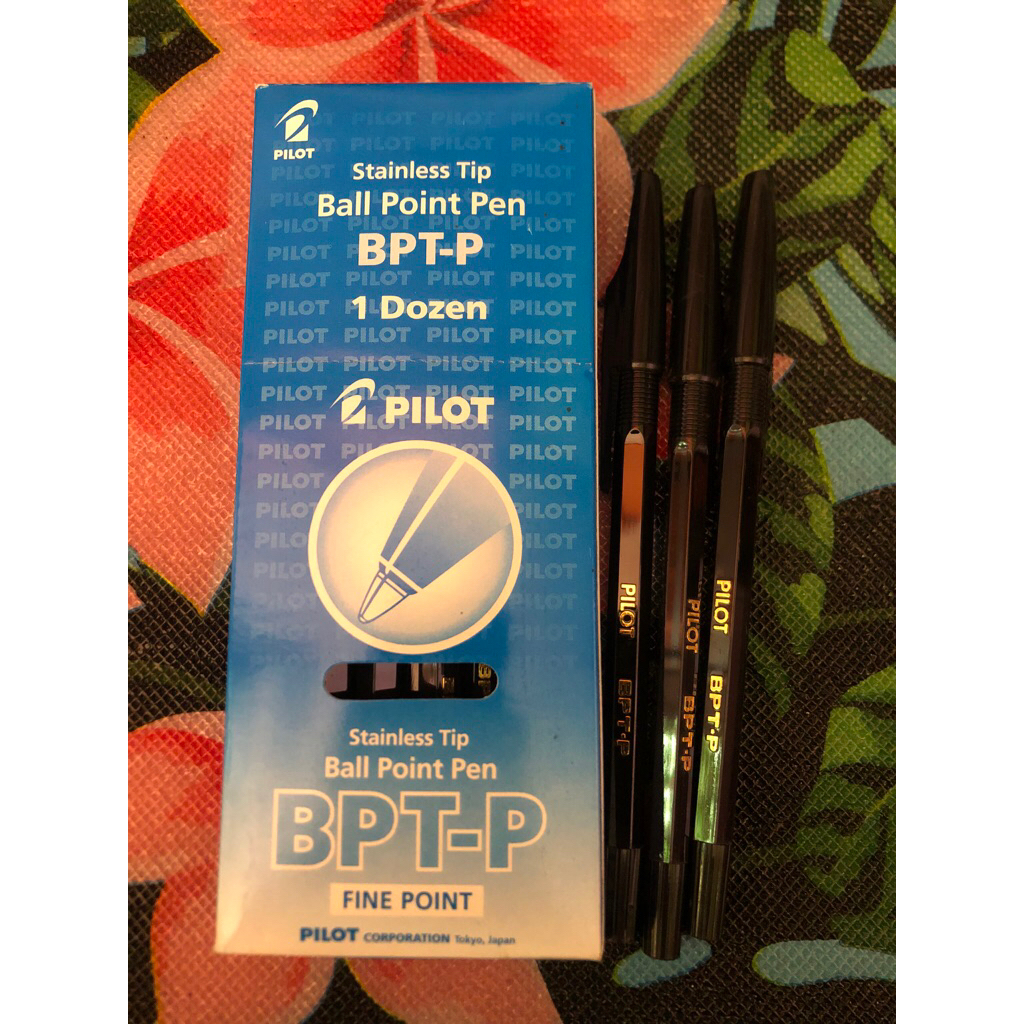 PILOT
Stainless Tip
Ball Point Pen
BPT-P
1 Dozen
PILOT
Stainless Tip
Ball Point Pen
BPT-P
FINE POINT
PILOT CORPORATION Tokyo, Japan
PILOT BPT-P
PILOT BPT-P
PILOT BPT-P